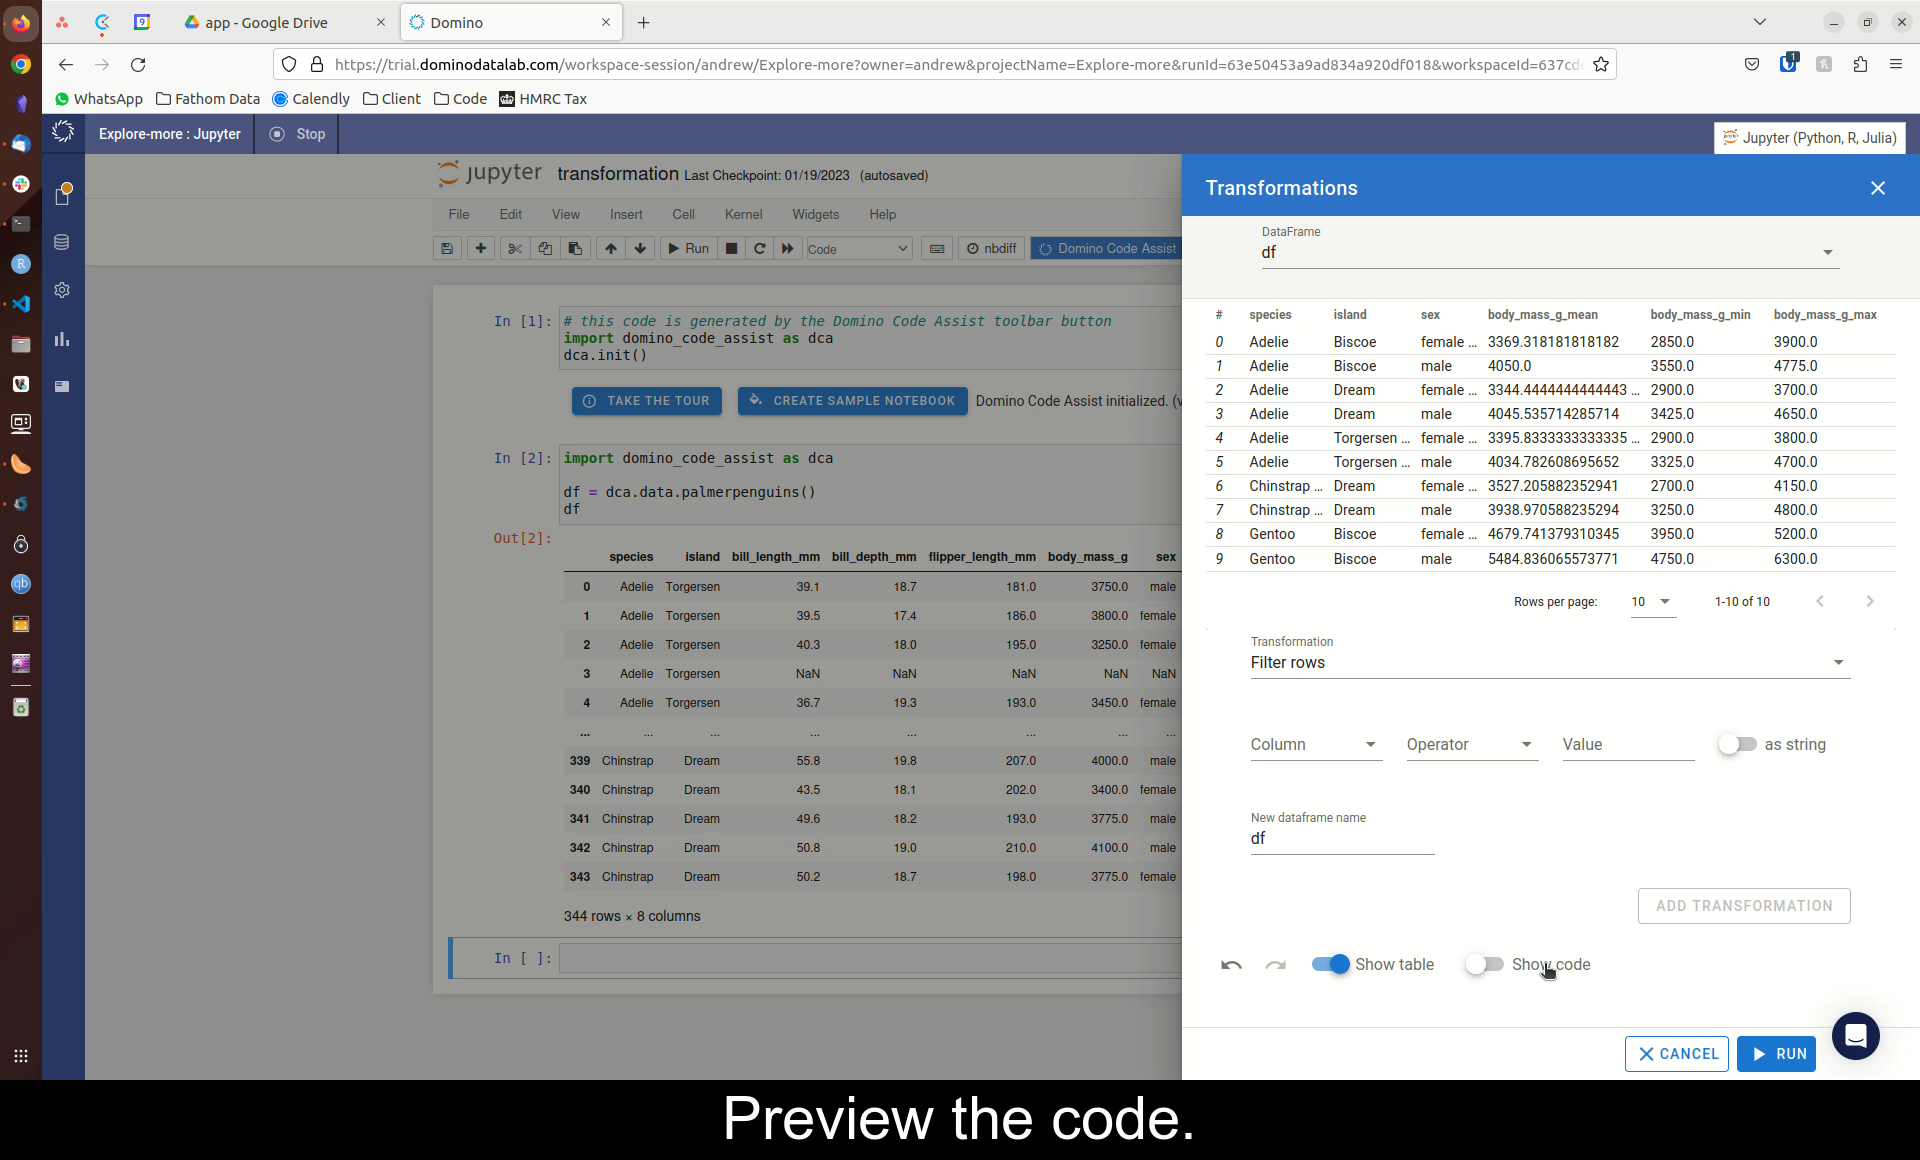 9
app - Google Drive
Domino
https://trial.dominodatalab.com/workspace-session/andrew/Explore-more?owner=andrew&projectName=Explore-more&runId=63e50453a9ad834a920df018&workspaceId=637cd
1
WhatsApp
Fathom Data
Calendly
Client
Code
HMRC Tax
Explore-more : Jupyter
Stop
Jupyter (Python, R, Julia)
jupyter transformation Last Checkpoint: 01/19/2023 (autosaved)
File Edit View Insert Cell Kernel Widgets Help
Run
Code
nbdiff
Domino Code Assist
In [1]:
# this code is generated by the Domino Code Assist toolbar button
import domino_code_assist as dca
dca.init()
TAKE THE TOUR
CREATE SAMPLE NOTEBOOK
Domino Code Assist initialized. (v
In [2]:
import domino_code_assist as dca
df = dca.data.palmerpenguins()
df
Out[2]:
species island bill_length_mm bill_depth_mm flipper_length_mm body_mass_g sex
0 Adelie Torgersen 39.1 18.7 181.0 3750.0 male
1 Adelie Torgersen 39.5 17.4 186.0 3800.0 female
2 Adelie Torgersen 40.3 18.0 195.0 3250.0 female
3 Adelie Torgersen NaN NaN NaN NaN NaN
4 Adelie Torgersen 36.7 19.3 193.0 3450.0 female
... ... ... ... ... ... ... ...
339 Chinstrap Dream 55.8 19.8 207.0 4000.0 male
340 Chinstrap Dream 43.5 18.1 202.0 3400.0 female
341 Chinstrap Dream 49.6 18.2 193.0 3775.0 male
342 Chinstrap Dream 50.8 19.0 210.0 4100.0 male
343 Chinstrap Dream 50.2 18.7 198.0 3775.0 female
344 rows × 8 columns
In [ ]:
Transformations
DataFrame
df
# species island sex body_mass_g_mean body_mass_g_min body_mass_g_max
0 Adelie Biscoe female ... 3369.318181818182 2850.0 3900.0
1 Adelie Biscoe male 4050.0 3550.0 4775.0
2 Adelie Dream female ... 3344.4444444444443 ... 2900.0 3700.0
3 Adelie Dream male 4045.535714285714 3425.0 4650.0
4 Adelie Torgersen ... female ... 3395.8333333333335 ... 2900.0 3800.0
5 Adelie Torgersen ... male 4034.782608695652 3325.0 4700.0
6 Chinstrap ... Dream female ... 3527.205882352941 2700.0 4150.0
7 Chinstrap ... Dream male 3938.970588235294 3250.0 4800.0
8 Gentoo Biscoe female ... 4679.741379310345 3950.0 5200.0
9 Gentoo Biscoe male 5484.836065573771 4750.0 6300.0
Rows per page: 10 1-10 of 10
Transformation
Filter rows
Column Operator Value as string
New dataframe name
df
ADD TRANSFORMATION
Show table Show code
CANCEL RUN
Preview the code.